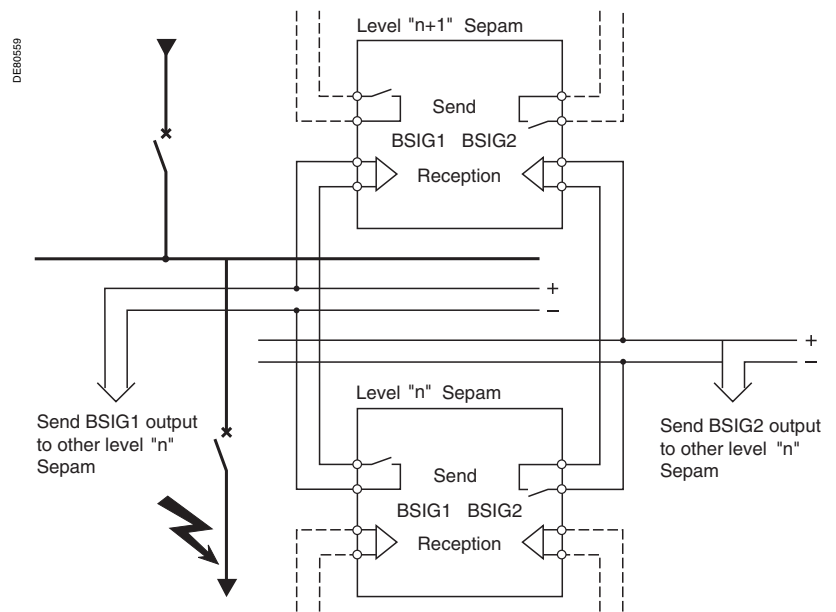 DE80559
Level "n+1" Sepam
Send
BSIG1 BSIG2
Reception
+
−
+
−
Level "n" Sepam
Send BSIG1 output
to other level "n"
Sepam
Send BSIG2 output
to other level "n"
Sepam
Send
BSIG1 BSIG2
Reception